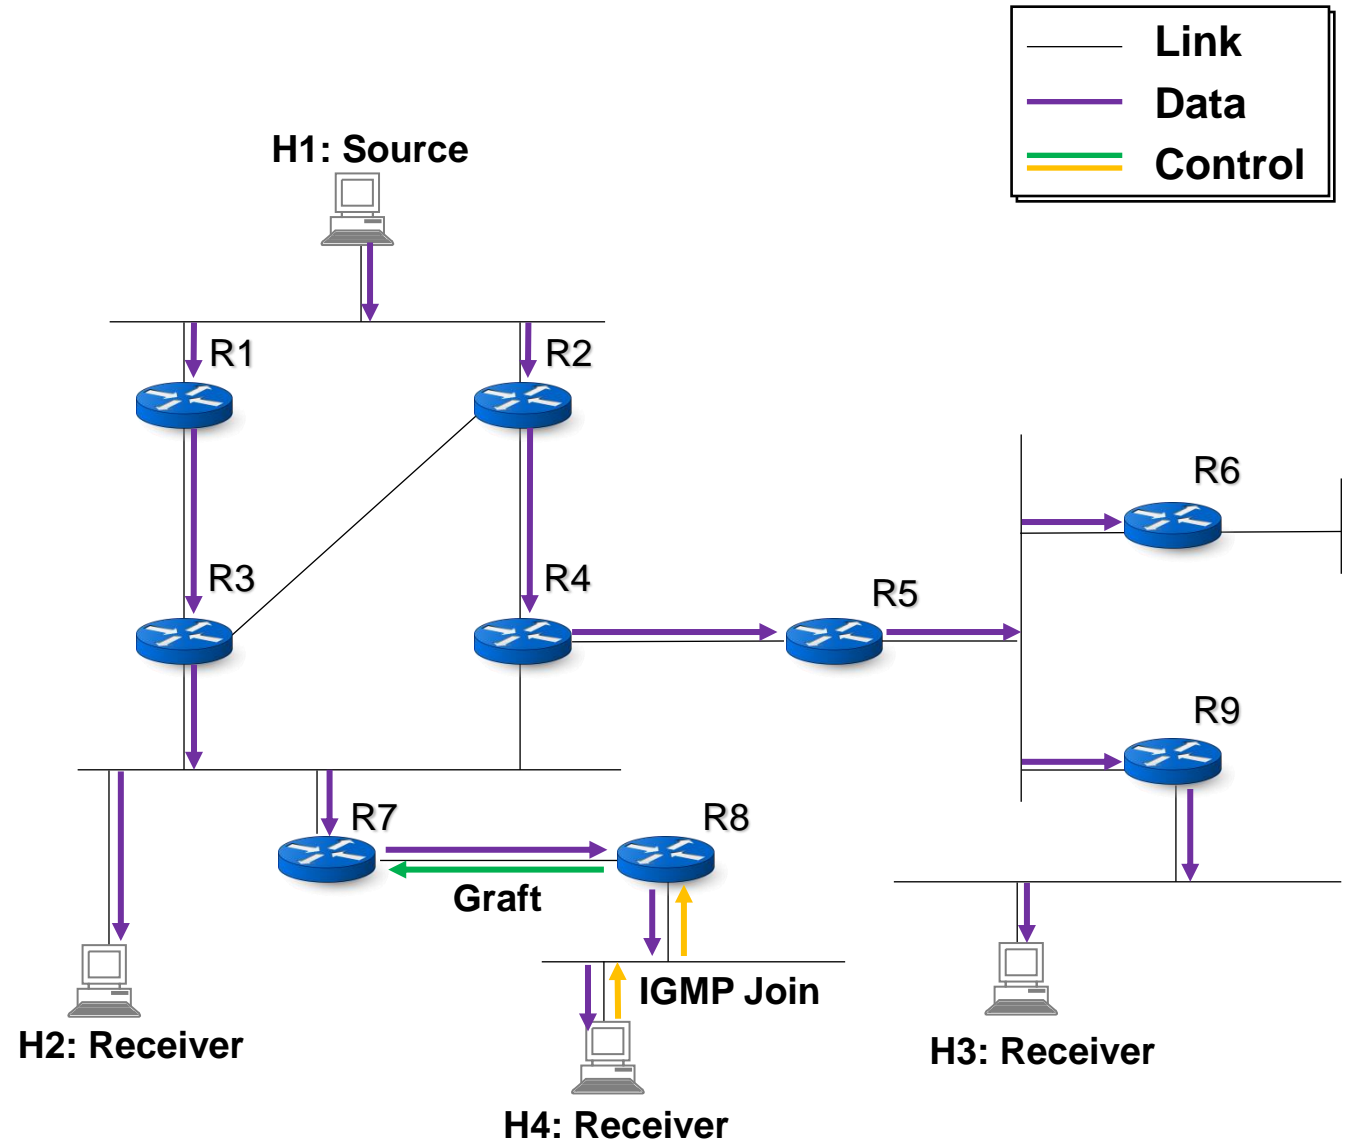 Link
Data
Control
H1: Source
R1
R2
R6
R3
R4
R5
R9
R7
R8
Graft
IGMP Join
H2: Receiver
H3: Receiver
H4: Receiver